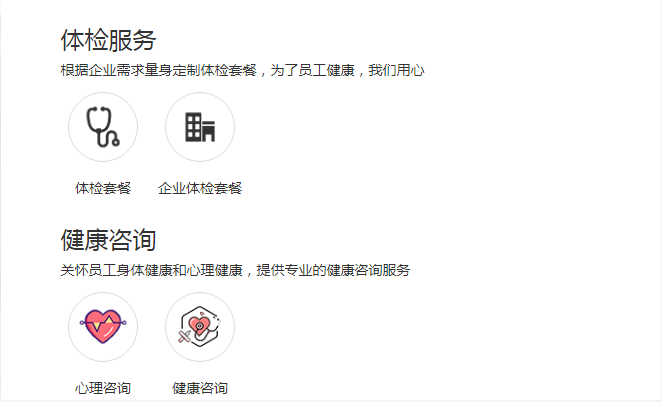 体检服务
根据企业需求量身定制体检套餐，为了员工健康，我们用心
体检套餐 企业体检套餐
健康咨询
关怀员工身体健康和心理健康，提供专业的健康咨询服务
心理咨询 健康咨询